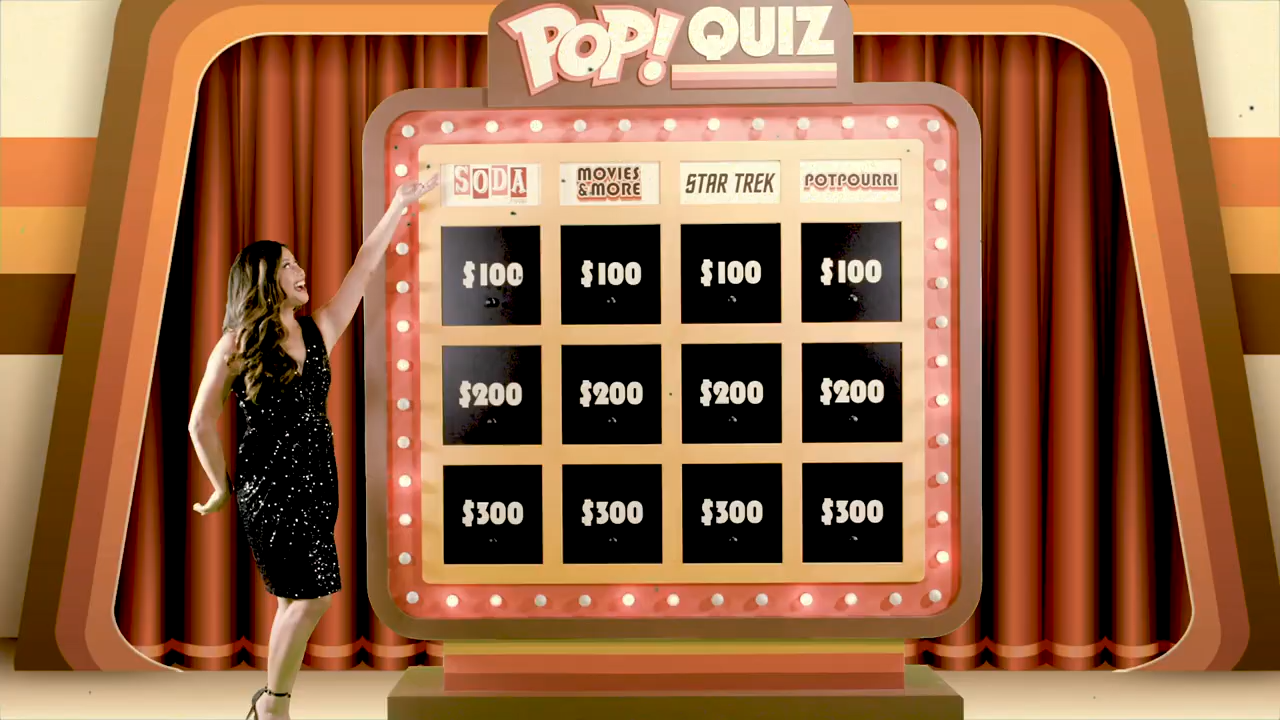 POP! QUIZ
SODA
MOVIES
&MORE
STAR TREK
POTPOURRI
$100 $100 $100 $100
$200 $200 $200 $200
$300 $300 $300 $300